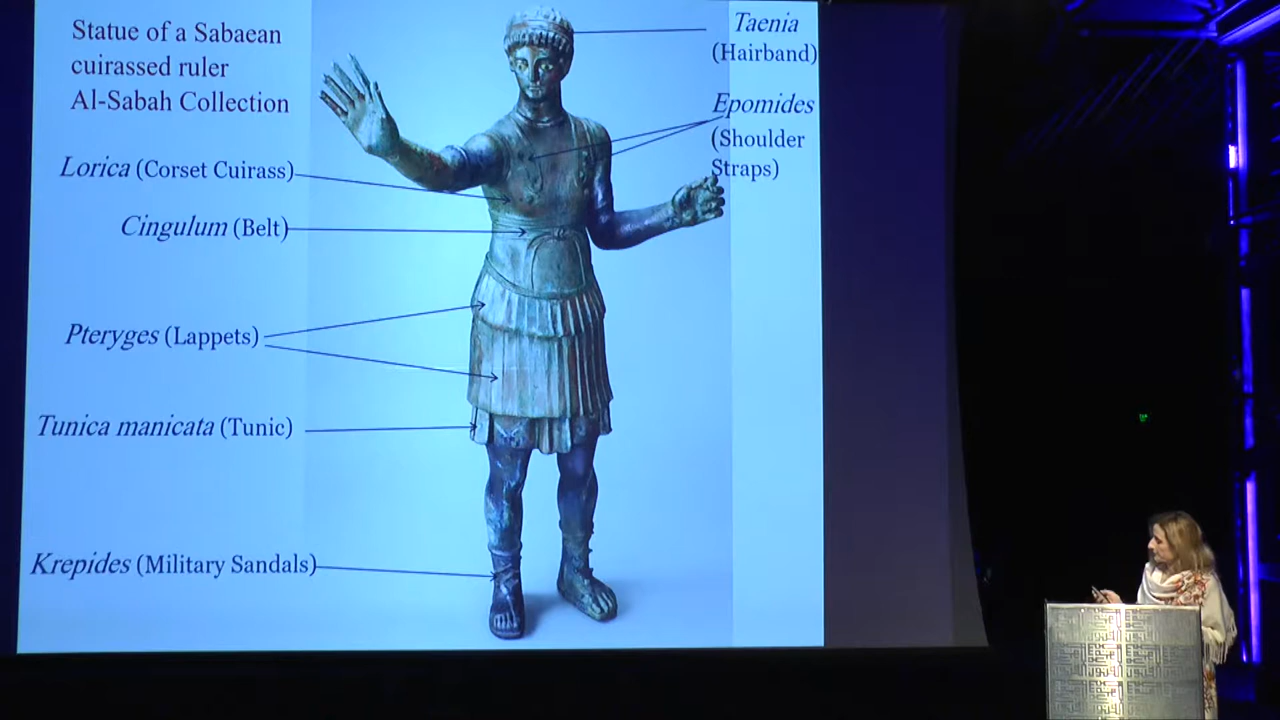 Statue of a Sabaean
cuirassed ruler
Al-Sabah Collection
Taenia
(Hairband)
Epomides
(Shoulder
Straps)
Lorica (Corset Cuirass)
Cingulum (Belt)
Pteryges (Lappets)
Tunica manicata (Tunic)
Krepides (Military Sandals)